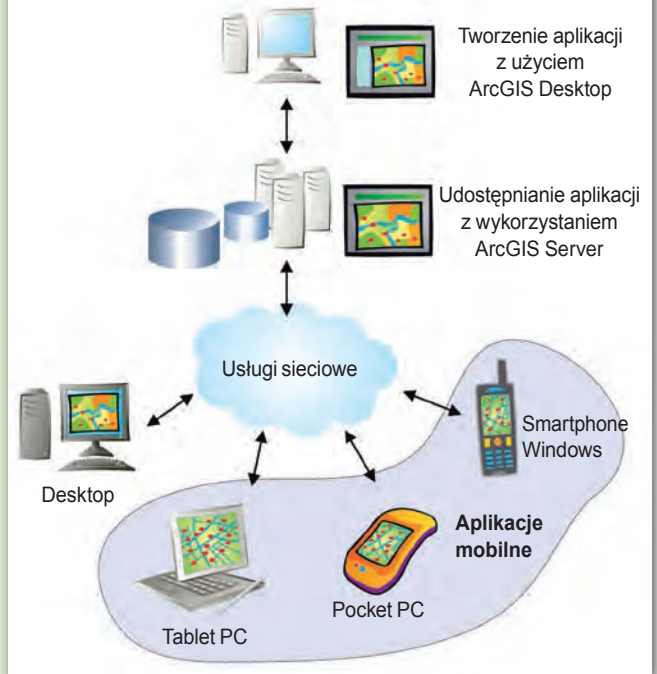 Tworzenie aplikacji
z użyciem
ArcGIS Desktop
Udostępnianie aplikacji
z wykorzystaniem
ArcGIS Server
Usługi sieciowe
Smartphone
Windows
Desktop
Aplikacje
mobilne
Pocket PC
Tablet PC